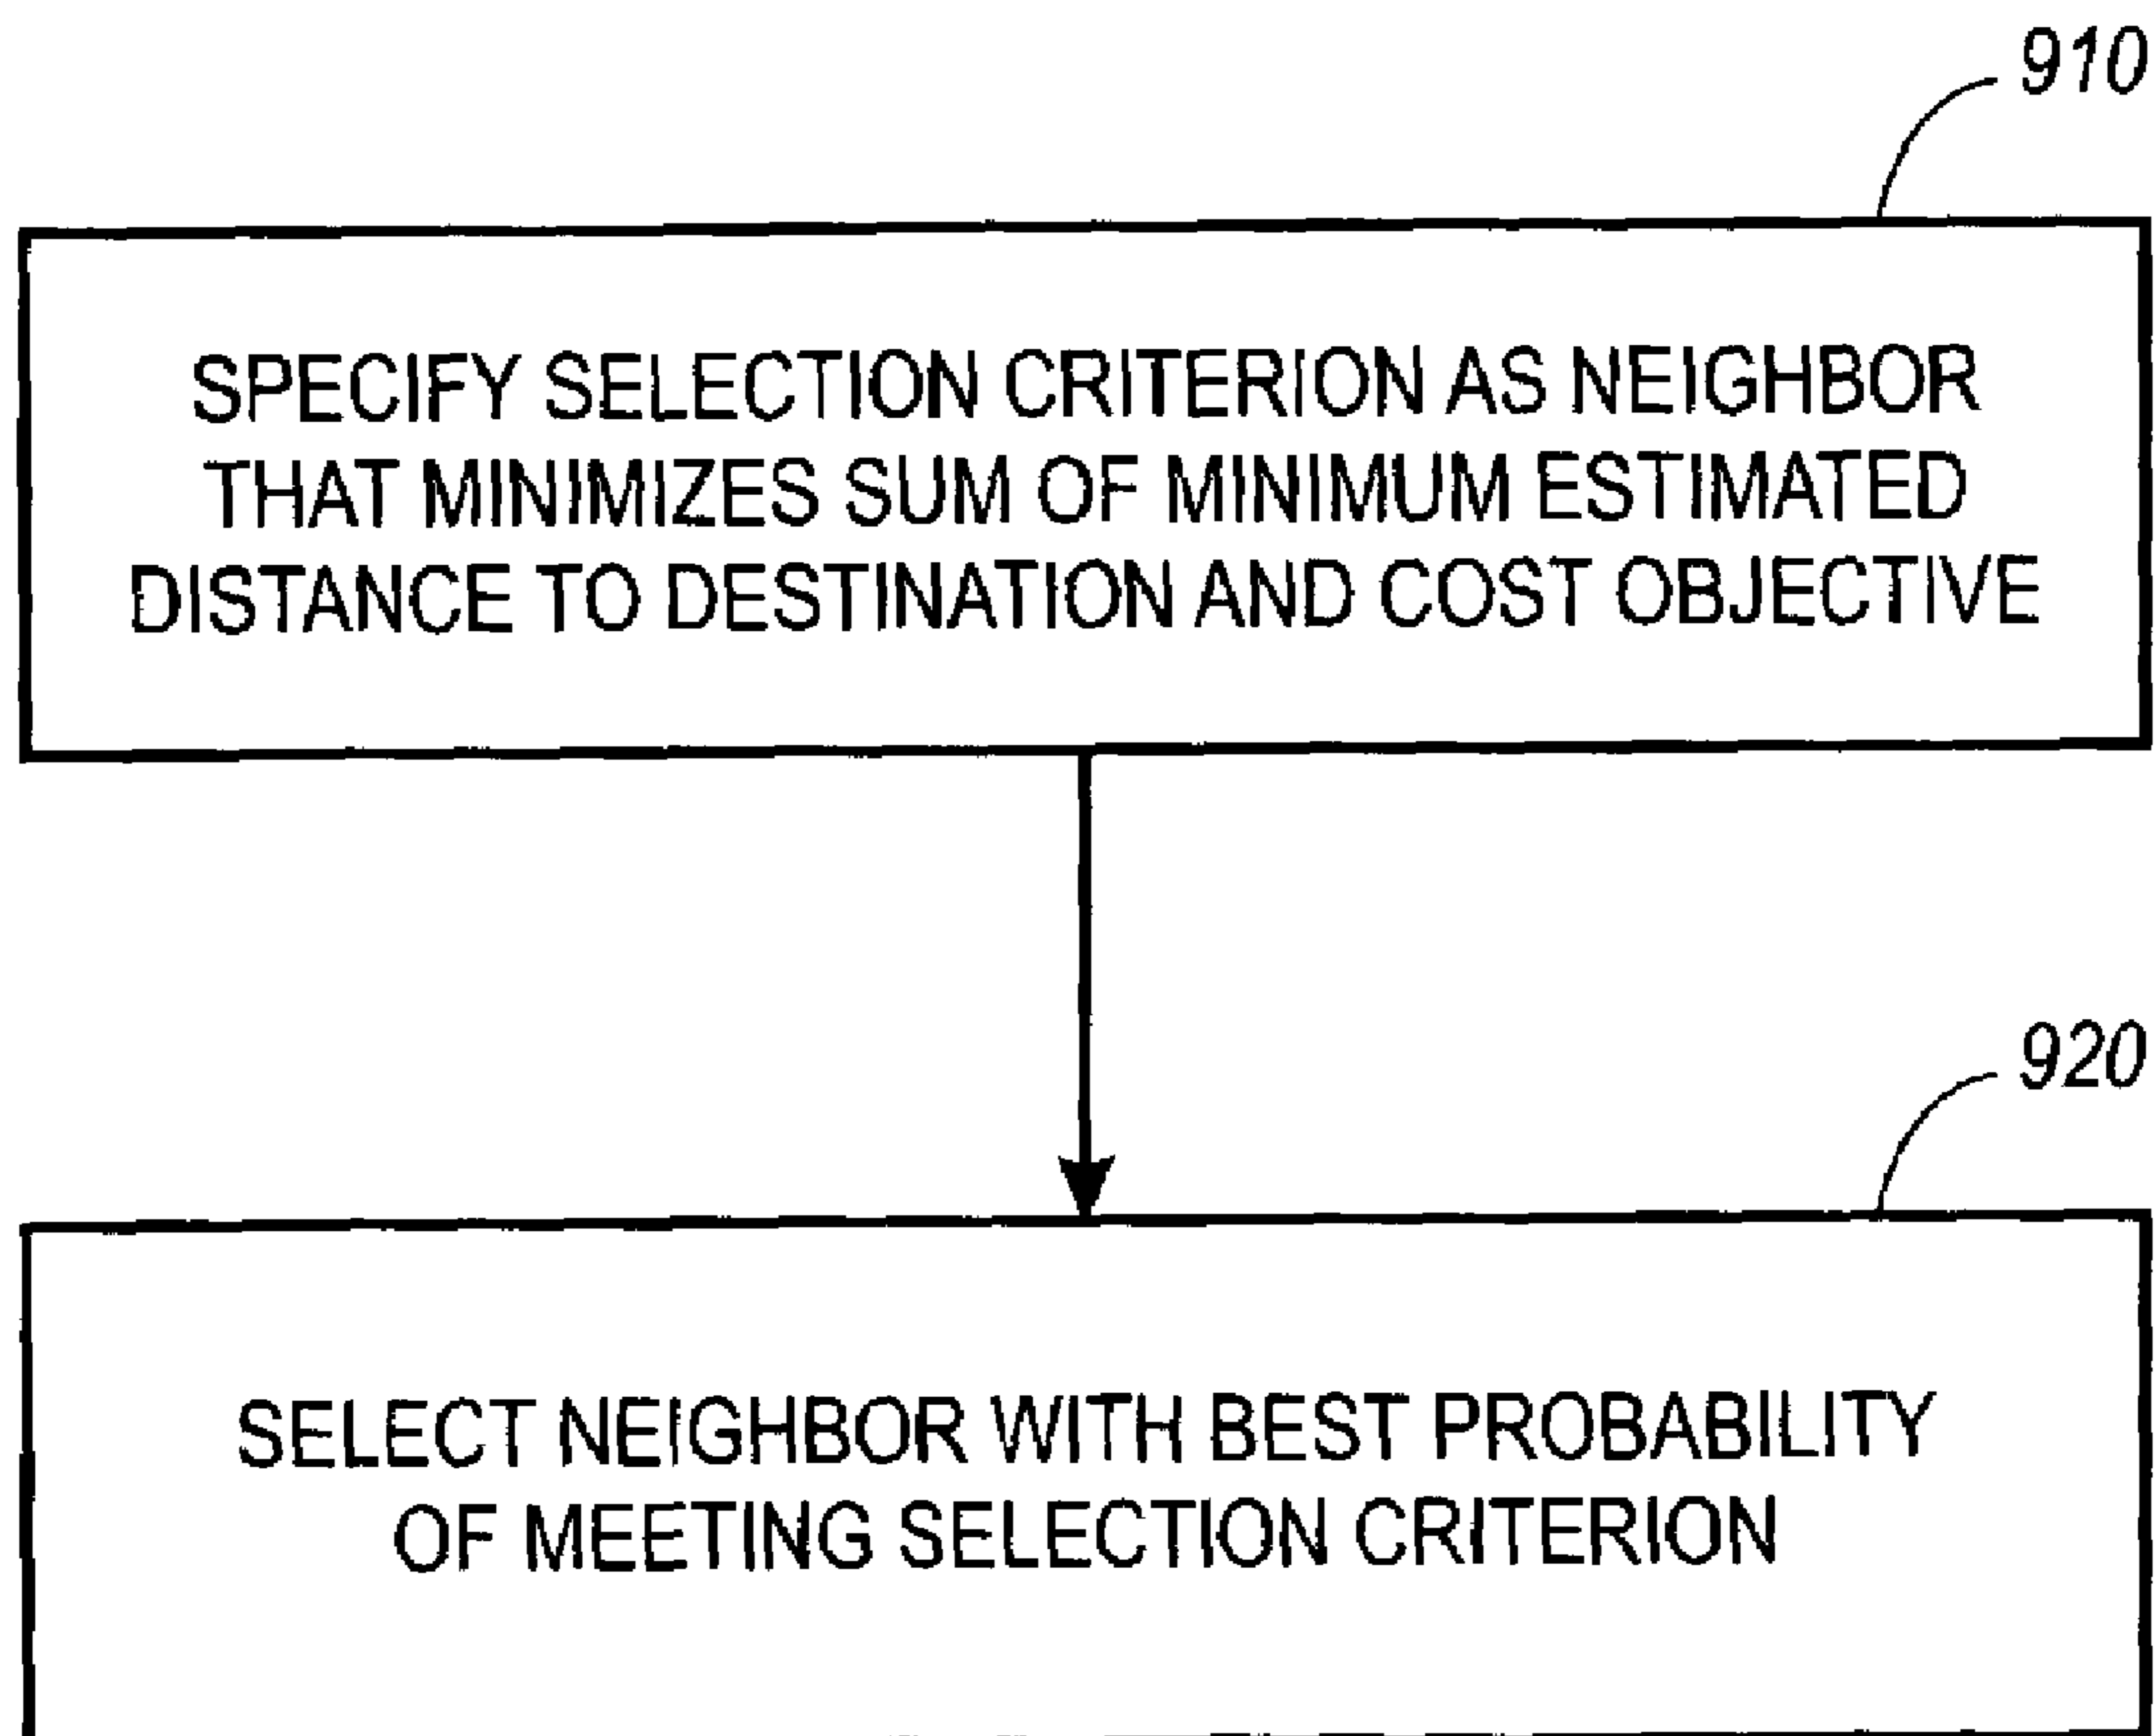 910
SPECIFY SELECTION CRITERION AS NEIGHBOR
THAT MINIMIZES SUM OF MINIMUM ESTIMATED
DISTANCE TO DESTINATION AND COST OBJECTIVE
920
SELECT NEIGHBOR WITH BEST PROBABILITY
OF MEETING SELECTION CRITERION